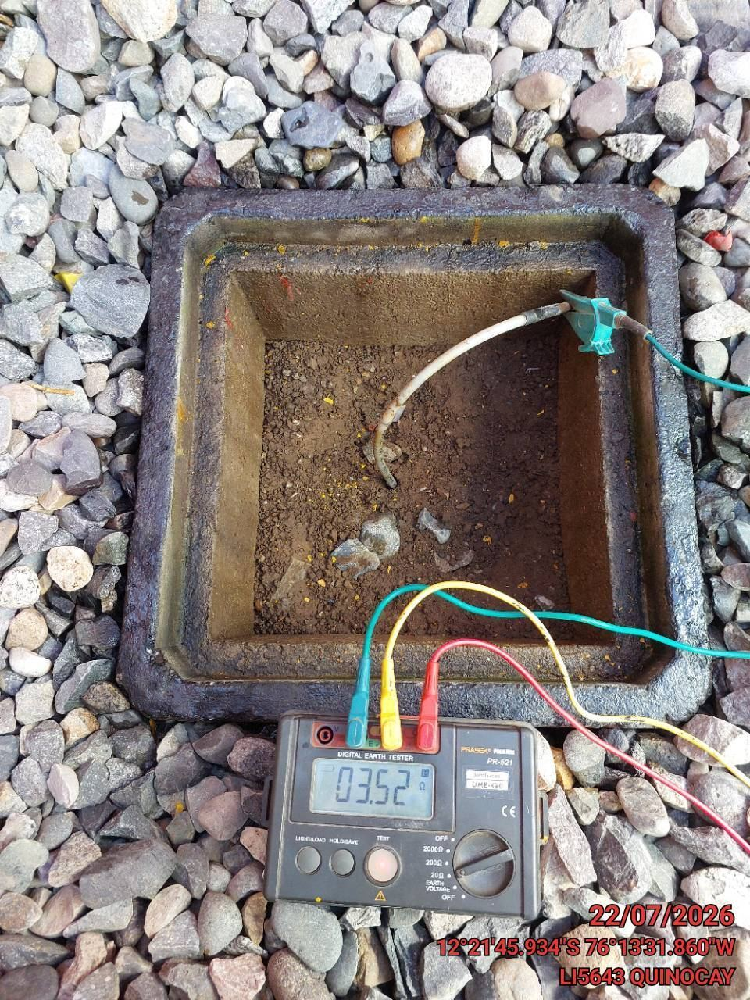 DIGITAL EARTH TESTER
PRASEK® PREMIUM
PR-521
03.52 Ω
LIGHT/LOAD HOLD/SAVE TEST
OFF
2000Ω
200Ω
20Ω
EARTH VOLTAGE
OFF
CE
22/07/2026
12°21'45.934"S 76°13'31.860"W
LI5643 QUINOCAY